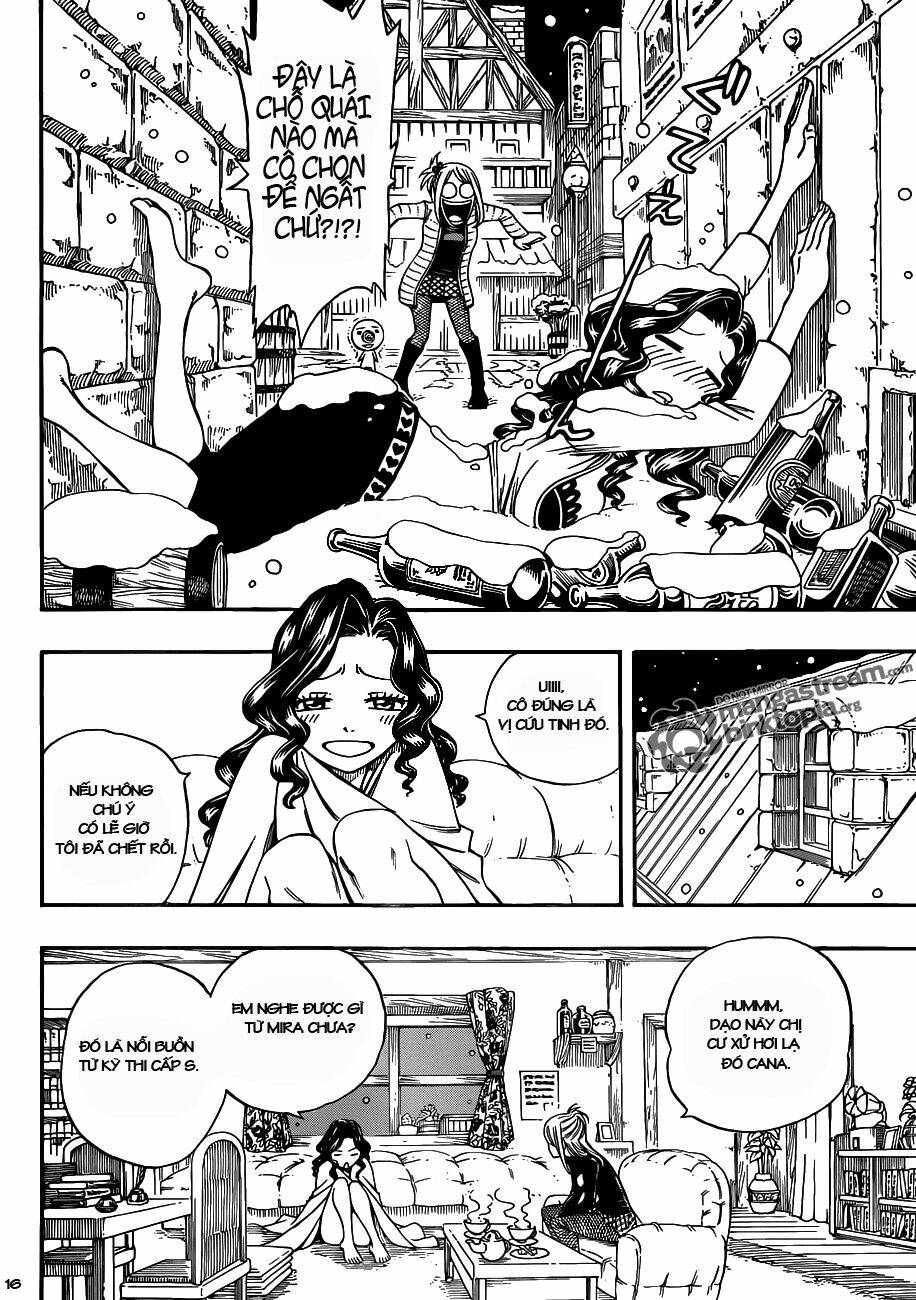 ĐÂY LÀ
CHỖ QUÁI
NÀO MÀ
CÔ CHỌN
ĐỂ NGẤT
CHỨ?!?!
UIIII,
CÔ ĐÚNG LÀ
VỊ CỨU TINH ĐÓ.
NẾU KHÔNG
CHÚ Ý
CÓ LẼ GIỜ
TÔI ĐÃ CHẾT RỒI.
DO NOT MIRROR
mangastream.com
binktopia.org
HUMMM,
DẠO NÀY CHỊ
CƯ XỬ HƠI LẠ
ĐÓ CANA.
EM NGHE ĐƯỢC GÌ
TỪ MIRA CHƯA?
ĐÓ LÀ NỖI BUỒN
TỪ KỲ THI CẤP S.
16